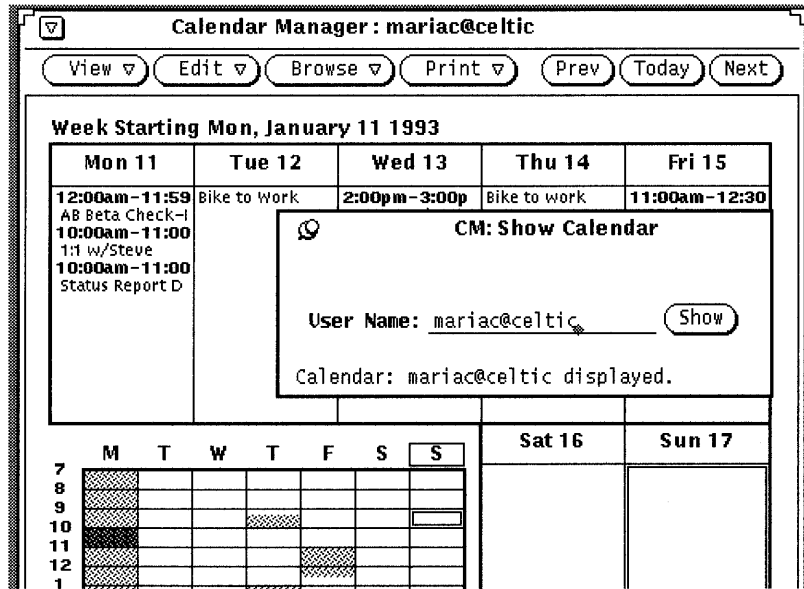 Calendar Manager : mariac@celtic
View Edit Browse Print Prev Today Next
Week Starting Mon, January 11 1993
Mon 11 Tue 12 Wed 13 Thu 14 Fri 15
12:00am-11:59 Bike to Work 2:00pm-3:00p Bike to work 11:00am-12:30
AB Beta Check-I
10:00am-11:00
1:1 w/Steve
10:00am-11:00
Status Report D
CM: Show Calendar
User Name: mariac@celtic Show
Calendar: mariac@celtic displayed.
Sat 16 Sun 17
M T W T F S S
7
8
9
10
11
12
1